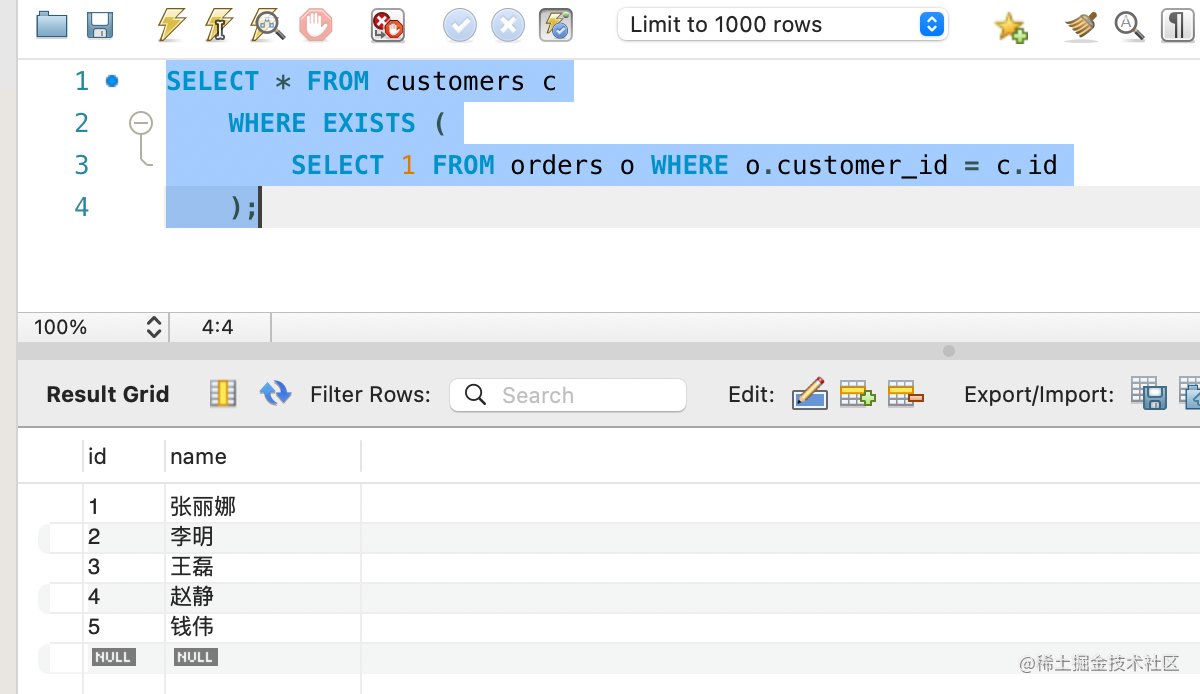 Limit to 1000 rows
1 SELECT * FROM customers c
2 WHERE EXISTS (
3 SELECT 1 FROM orders o WHERE o.customer_id = c.id
4 );
100% 4:4
Result Grid Filter Rows: Search Edit: Export/Import:
id name
1 张丽娜
2 李明
3 王磊
4 赵静
5 钱伟
NULL NULL
@稀土掘金技术社区